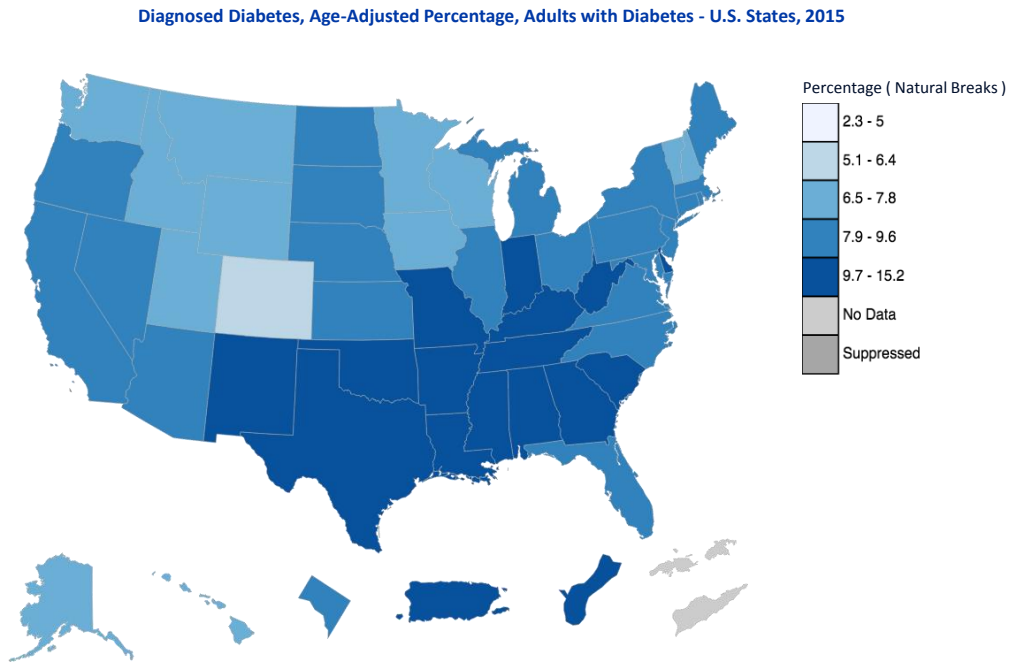 Diagnosed Diabetes, Age-Adjusted Percentage, Adults with Diabetes - U.S. States, 2015
Percentage ( Natural Breaks )
2.3 - 5
5.1 - 6.4
6.5 - 7.8
7.9 - 9.6
9.7 - 15.2
No Data
Suppressed